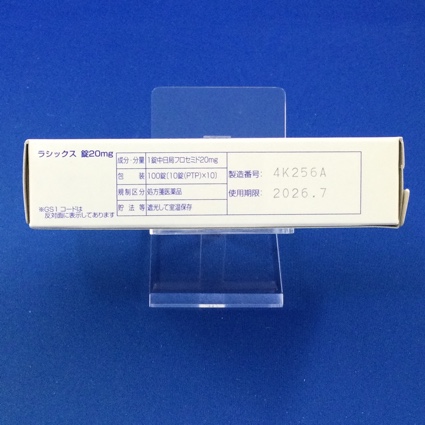 ラシックス 錠20mg
成分・分量 1錠中日局フロセミド20mg
包 装 100錠(10錠(PTP)×10)
規制区分 処方箋医薬品
貯 法 等 遮光して室温保存
※GS1コードは
反対面に表示してあります
製造番号: 4K256A
使用期限: 2026.7